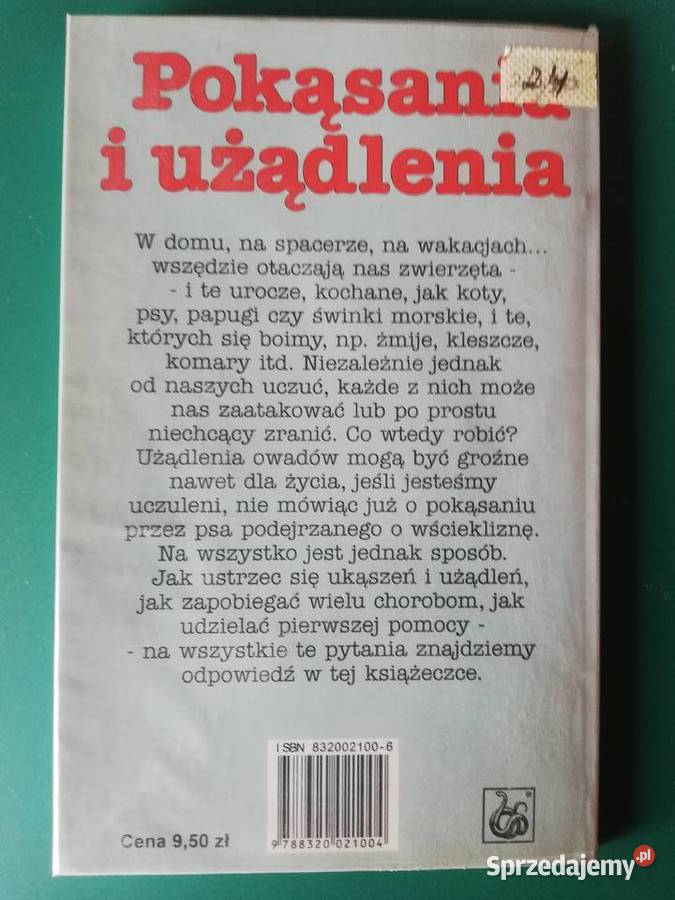 Pokąsania
24
i użądlenia
W domu, na spacerze, na wakacjach...
wszędzie otaczają nas zwierzęta -
- i te urocze, kochane, jak koty,
psy, papugi czy świnki morskie, i te,
których się boimy, np. żmije, kleszcze,
komary itd. Niezależnie jednak
od naszych uczuć, każde z nich może
nas zaatakować lub po prostu
niechcący zranić. Co wtedy robić?
Użądlenia owadów mogą być groźne
nawet dla życia, jeśli jesteśmy
uczuleni, nie mówiąc już o pokąsaniu
przez psa podejrzanego o wściekliznę.
Na wszystko jest jednak sposób.
Jak ustrzec się ukąszeń i użądleń,
jak zapobiegać wielu chorobom, jak
udzielać pierwszej pomocy -
- na wszystkie te pytania znajdziemy
odpowiedź w tej książeczce.
ISBN 832002100-6
9 788320 021004
Cena 9,50 zł
Sprzedajemy.pl